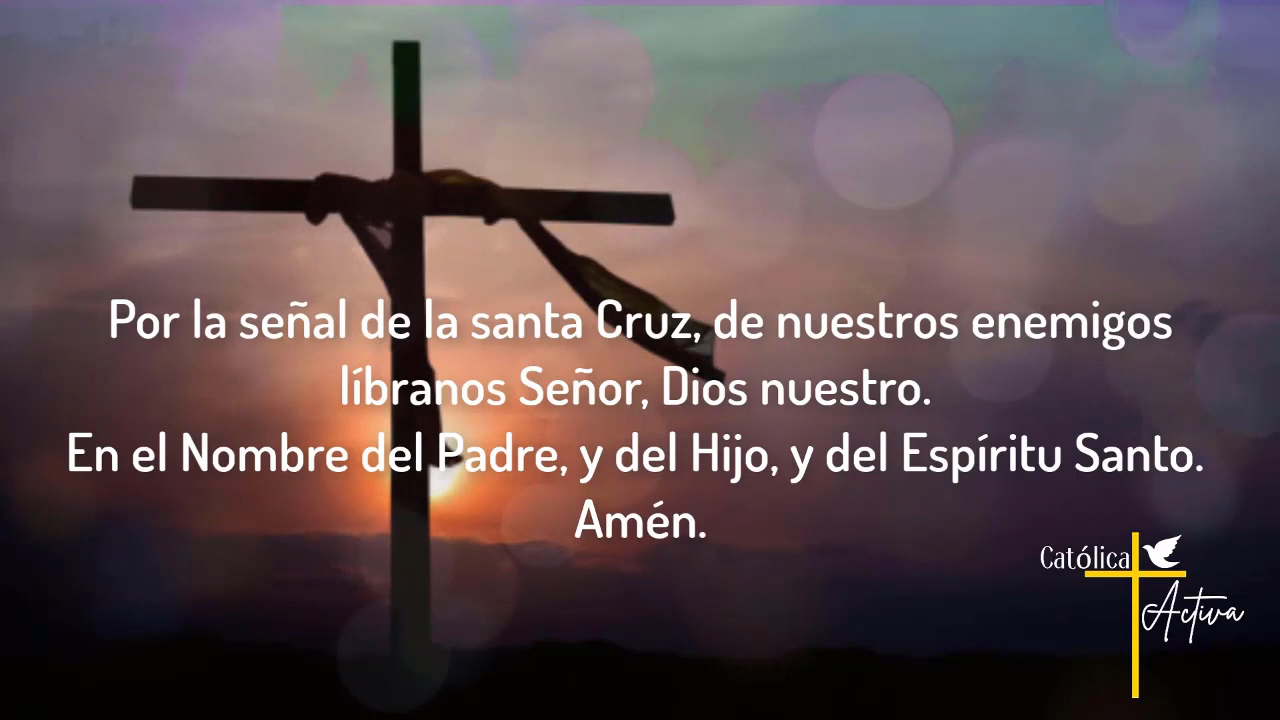 Por la señal de la santa Cruz, de nuestros enemigos
líbranos Señor, Dios nuestro.
En el Nombre del Padre, y del Hijo, y del Espíritu Santo.
Amén.
Católica
Activa